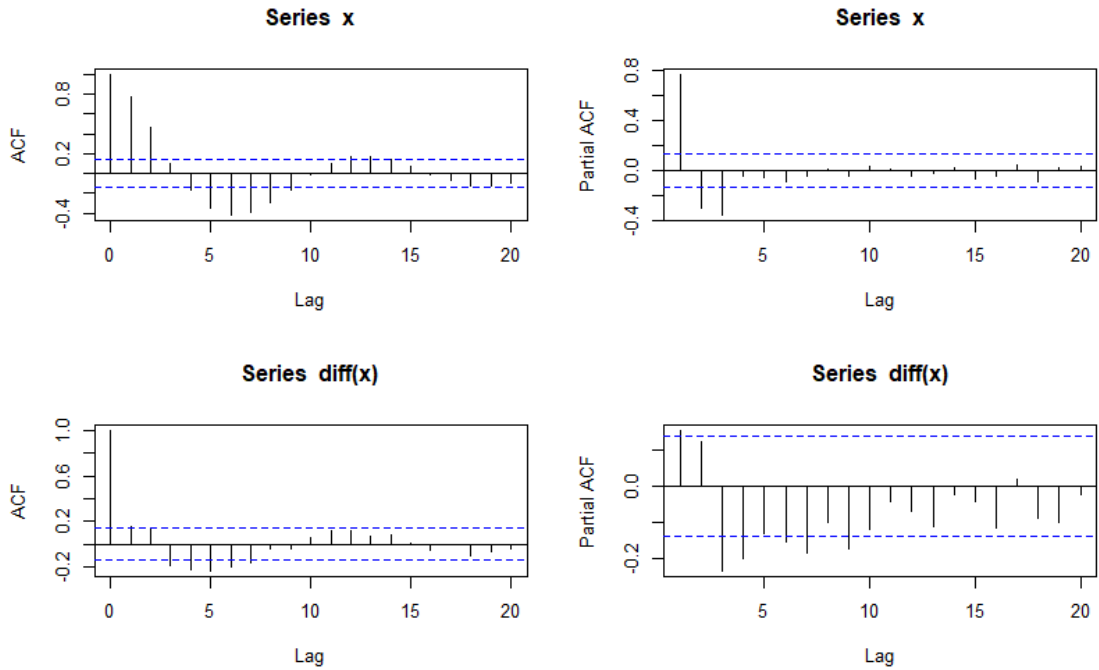 Series x
ACF
-0.4 0.2 0.8
0 5 10 15 20
Lag
Series x
Partial ACF
-0.4 0.0 0.4 0.8
5 10 15 20
Lag
Series diff(x)
ACF
-0.2 0.2 0.6 1.0
0 5 10 15 20
Lag
Series diff(x)
Partial ACF
-0.2 0.0
5 10 15 20
Lag